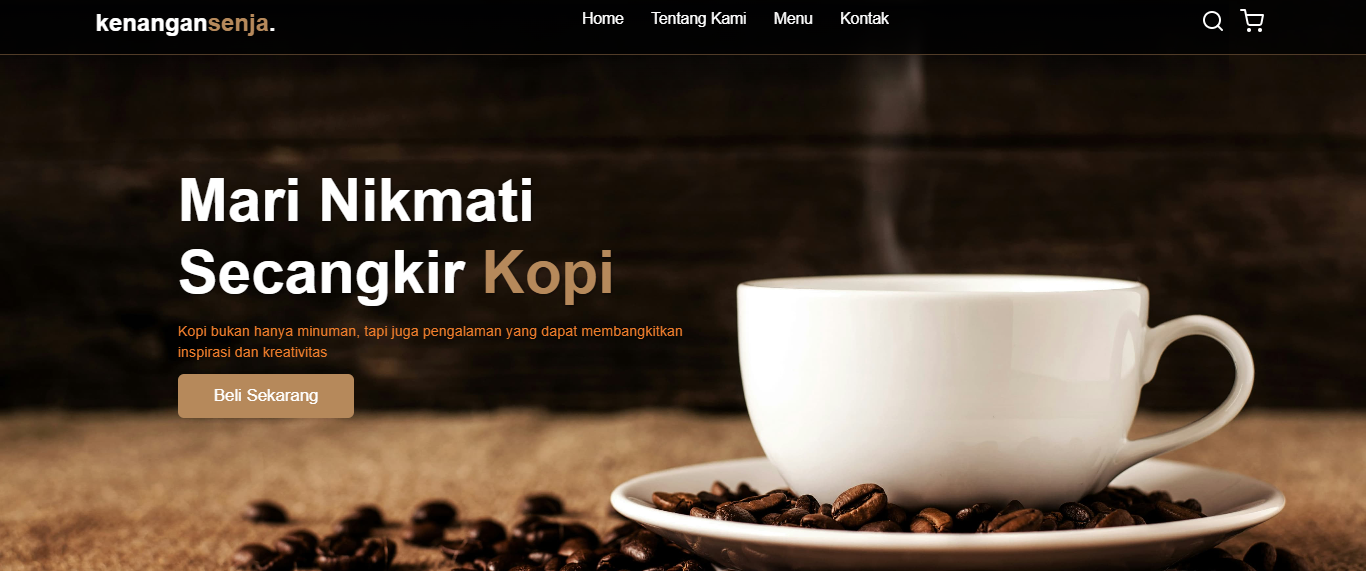 kenangansenja.
Home Tentang Kami Menu Kontak
Mari Nikmati
Secangkir Kopi
Kopi bukan hanya minuman, tapi juga pengalaman yang dapat membangkitkan
inspirasi dan kreativitas
Beli Sekarang